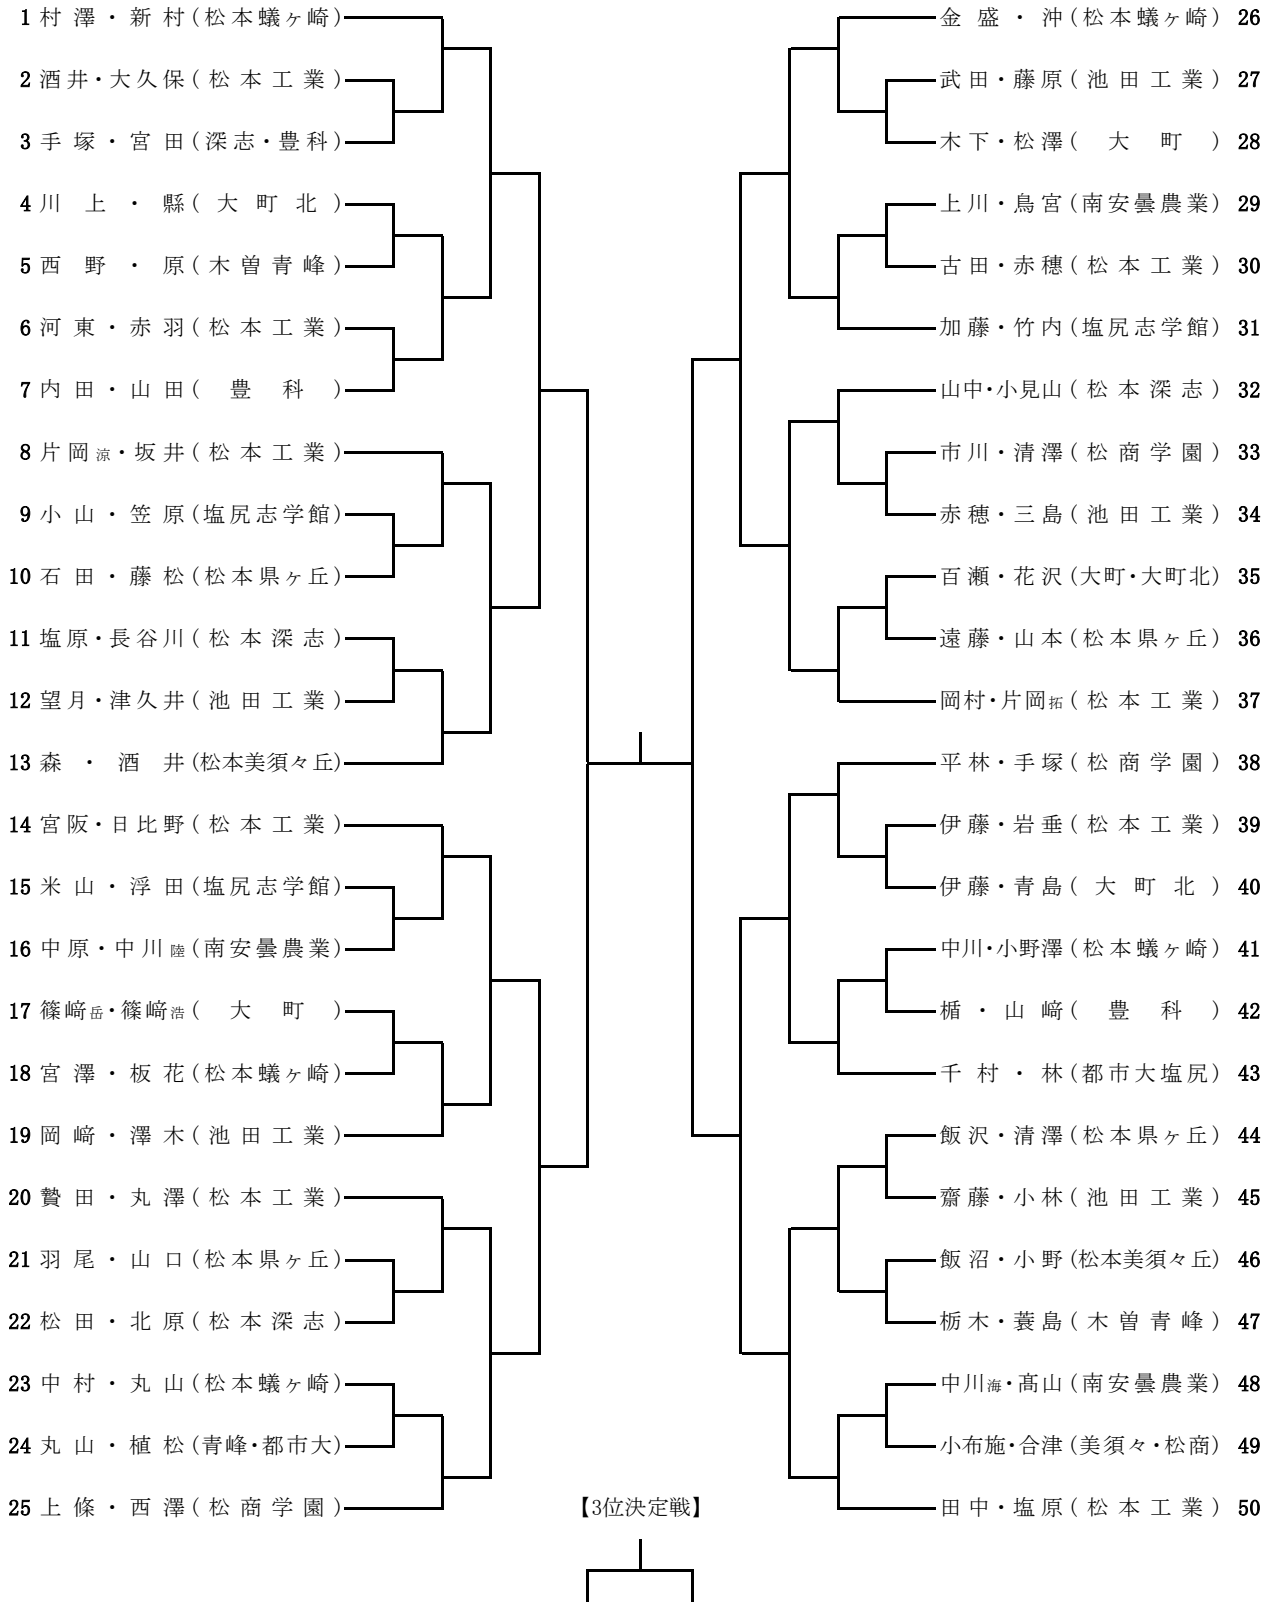 1 村澤・新村(松本蟻ヶ崎)
2 酒井・大久保(松本工業)
3 手塚・宮田(深志・豊科)
4 川上・縣(大町北)
5 西野・原(木曽青峰)
6 河東・赤羽(松本工業)
7 内田・山田(豊科)
8 片岡涼・坂井(松本工業)
9 小山・笠原(塩尻志学館)
10 石田・藤松(松本県ヶ丘)
11 塩原・長谷川(松本深志)
12 望月・津久井(池田工業)
13 森・酒井(松本美須々丘)
14 宮阪・日比野(松本工業)
15 米山・浮田(塩尻志学館)
16 中原・中川陸(南安曇農業)
17 篠﨑岳・篠﨑浩(大町)
18 宮澤・板花(松本蟻ヶ崎)
19 岡﨑・澤木(池田工業)
20 贄田・丸澤(松本工業)
21 羽尾・山口(松本県ヶ丘)
22 松田・北原(松本深志)
23 中村・丸山(松本蟻ヶ崎)
24 丸山・植松(青峰・都市大)
25 上條・西澤(松商学園)
金盛・沖(松本蟻ヶ崎) 26
武田・藤原(池田工業) 27
木下・松澤(大町) 28
上川・鳥宮(南安曇農業) 29
古田・赤穂(松本工業) 30
加藤・竹内(塩尻志学館) 31
山中・小見山(松本深志) 32
市川・清澤(松商学園) 33
赤穂・三島(池田工業) 34
百瀬・花沢(大町・大町北) 35
遠藤・山本(松本県ヶ丘) 36
岡村・片岡拓(松本工業) 37
平林・手塚(松商学園) 38
伊藤・岩垂(松本工業) 39
伊藤・青島(大町北) 40
中川・小野澤(松本蟻ヶ崎) 41
楯・山﨑(豊科) 42
千村・林(都市大塩尻) 43
飯沢・清澤(松本県ヶ丘) 44
齋藤・小林(池田工業) 45
飯沼・小野(松本美須々丘) 46
栃木・蓑島(木曽青峰) 47
中川海・髙山(南安曇農業) 48
小布施・合津(美須々・松商) 49
田中・塩原(松本工業) 50
【3位決定戦】